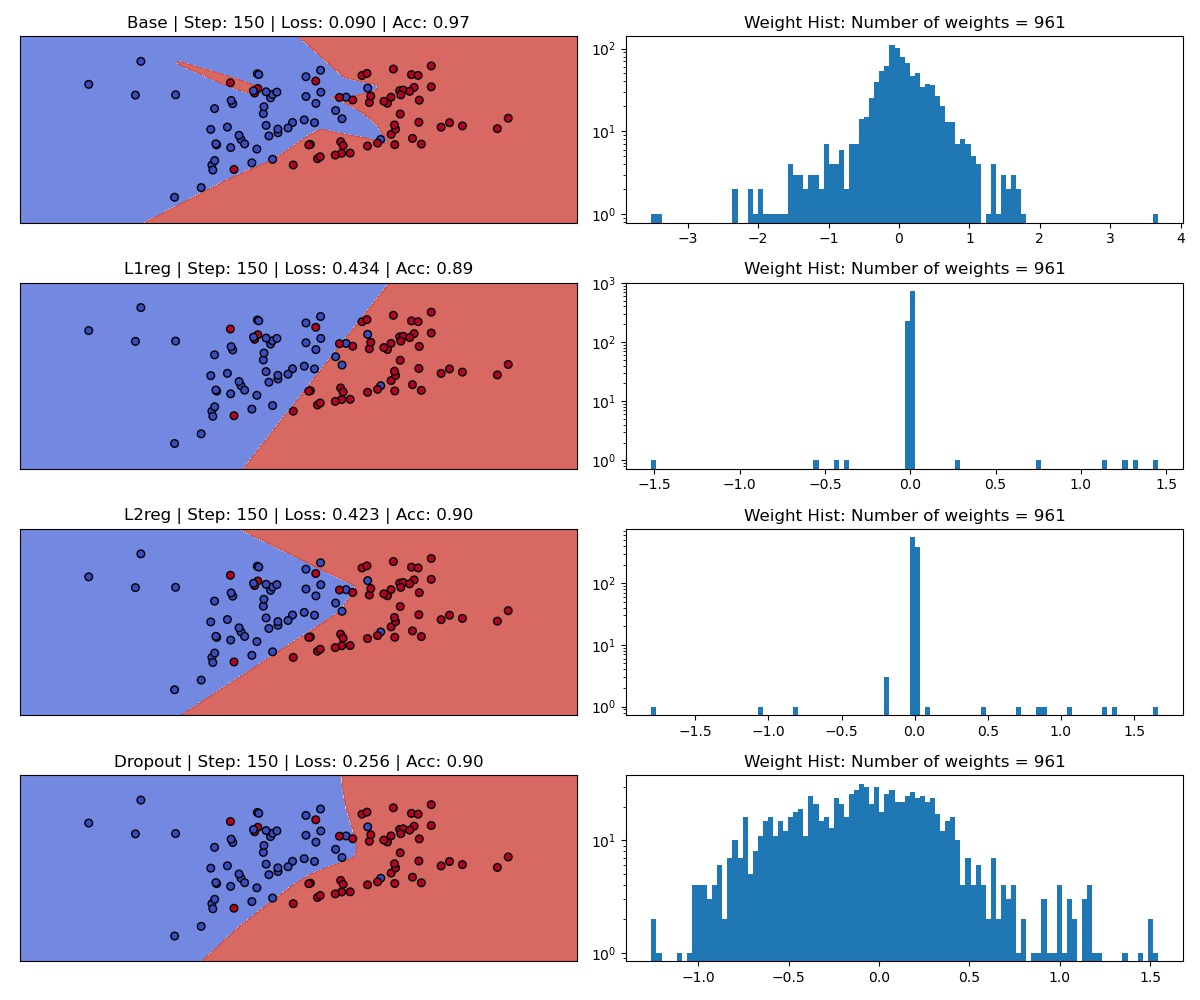 Base | Step: 150 | Loss: 0.090 | Acc: 0.97
Weight Hist: Number of weights = 961
10²
10¹
10⁰
−3 −2 −1 0 1 2 3 4
L1reg | Step: 150 | Loss: 0.434 | Acc: 0.89
Weight Hist: Number of weights = 961
10³
10²
10¹
10⁰
−1.5 −1.0 −0.5 0.0 0.5 1.0 1.5
L2reg | Step: 150 | Loss: 0.423 | Acc: 0.90
Weight Hist: Number of weights = 961
10²
10¹
10⁰
−1.5 −1.0 −0.5 0.0 0.5 1.0 1.5
Dropout | Step: 150 | Loss: 0.256 | Acc: 0.90
Weight Hist: Number of weights = 961
10¹
10⁰
−1.0 −0.5 0.0 0.5 1.0 1.5